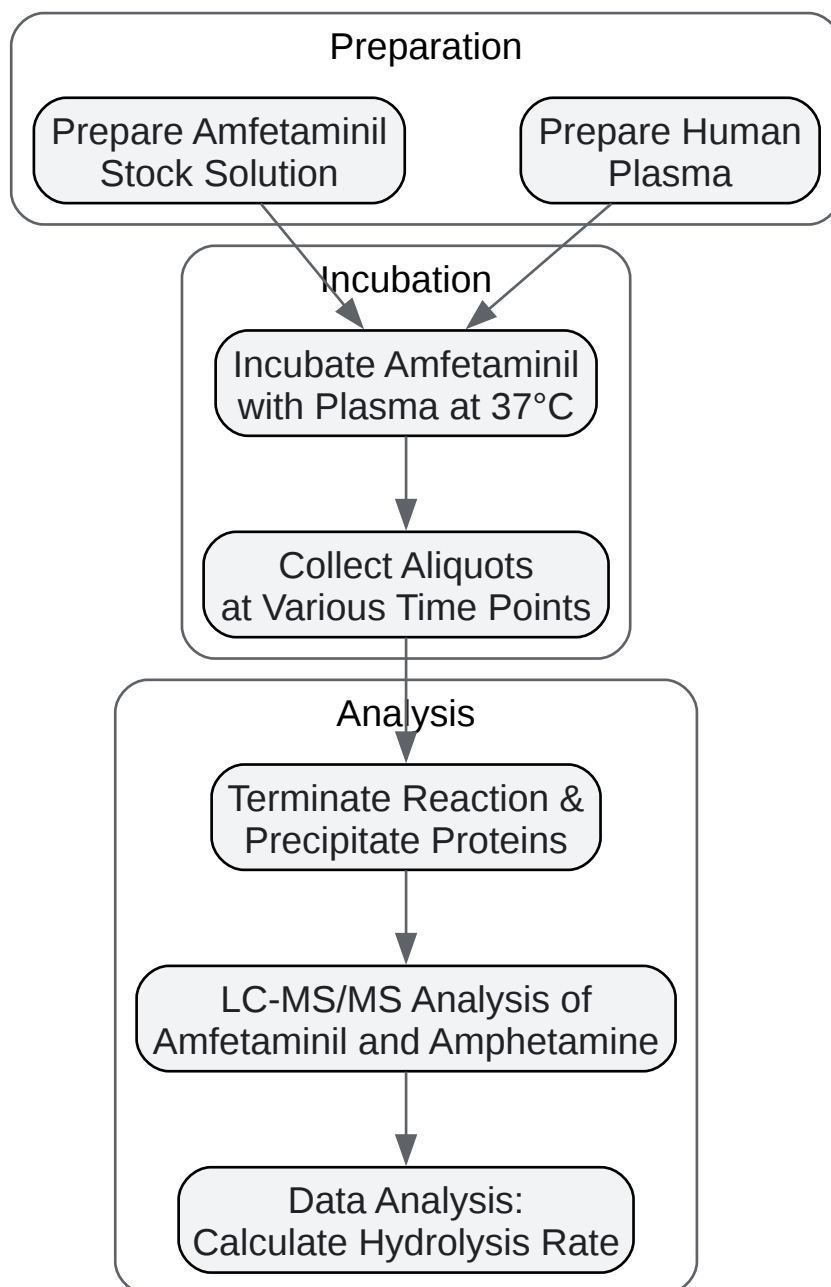 Preparation
Prepare Amfetaminil
Stock Solution
Prepare Human
Plasma
Incubation
Incubate Amfetaminil
with Plasma at 37°C
Collect Aliquots
at Various Time Points
Analysis
Terminate Reaction &
Precipitate Proteins
LC-MS/MS Analysis of
Amfetaminil and Amphetamine
Data Analysis:
Calculate Hydrolysis Rate